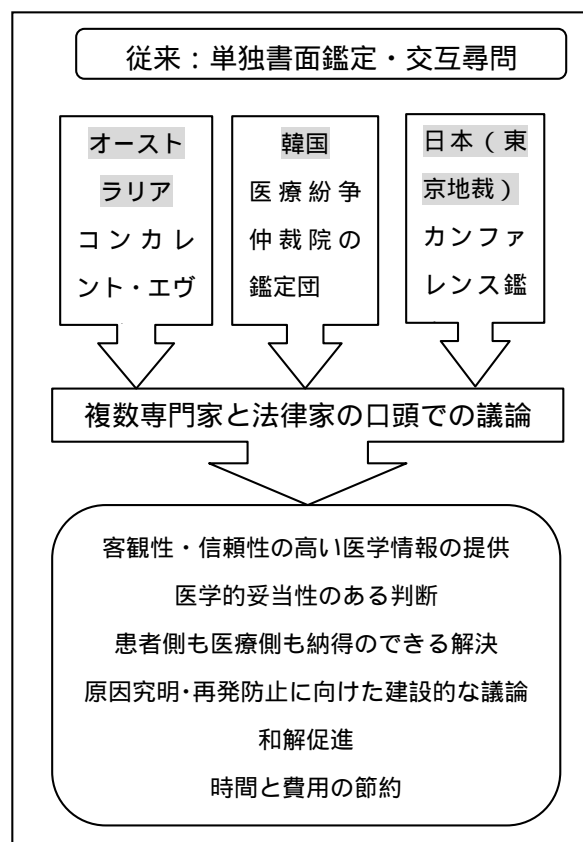 従来：単独書面鑑定・交互尋問
オースト
ラリア
コンカレ
ント・エヴ
韓国
医療紛争
仲裁院の
鑑定団
日本（東
京地裁）
カンファ
レンス鑑
複数専門家と法律家の口頭での議論
客観性・信頼性の高い医学情報の提供
医学的妥当性のある判断
患者側も医療側も納得のできる解決
原因究明・再発防止に向けた建設的な議論
和解促進
時間と費用の節約